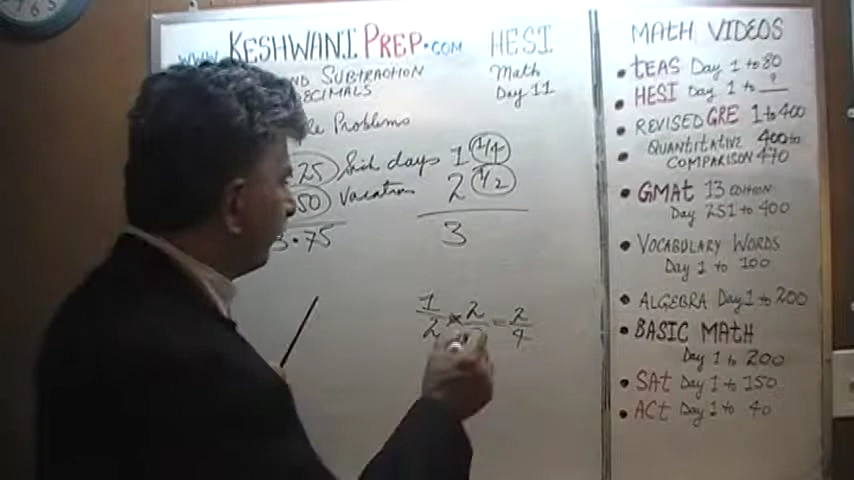 www.KESHWANI PREP.COM HESI
AND SUBTRACTION Math
DECIMALS Day 11
Problems
25 Sick days 1 1/4
50 Vacation 2 1/2
3.75 3
1/2 × 2 = 2/4
MATH VIDEOS
• TEAS Day 1 to 80
• HESI Day 1 to ?
• REVISED GRE 1 to 400
• QUANTITATIVE 400 to
COMPARISON 470
• GMAT 13 EDITION
Day 251 to 400
• VOCABULARY WORDS
Day 1 to 100
• ALGEBRA Day 1 to 200
• BASIC MATH
Day 1 to 200
• SAT Day 1 to 150
• ACT Day 1 to 40